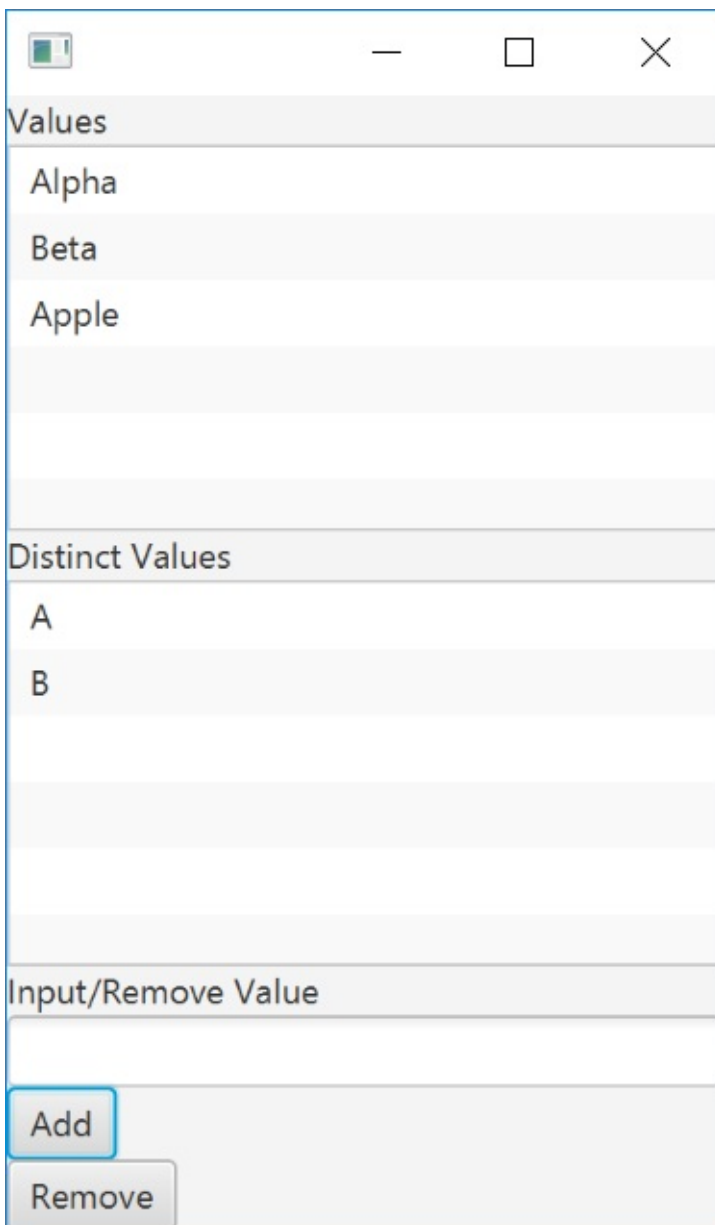 Values
Alpha
Beta
Apple
Distinct Values
A
B
Input/Remove Value
Add
Remove